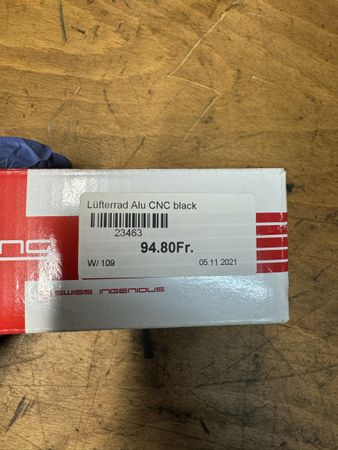 Lüfterrad Alu CNC black
23463
94.80Fr.
W/109
05.11.2021
SWISS INGENIOUS